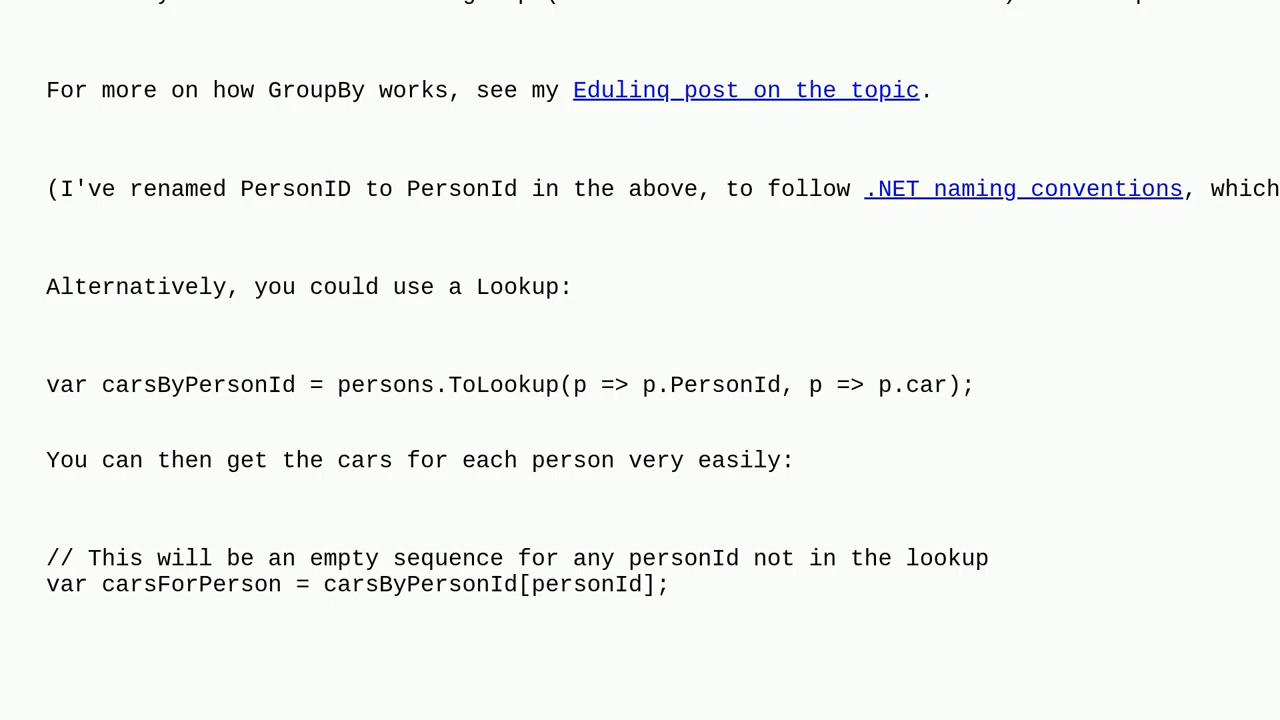 For more on how GroupBy works, see my Edulinq post on the topic.
(I've renamed PersonID to PersonId in the above, to follow .NET naming conventions, which
Alternatively, you could use a Lookup:
var carsByPersonId = persons.ToLookup(p => p.PersonId, p => p.car);
You can then get the cars for each person very easily:
// This will be an empty sequence for any personId not in the lookup
var carsForPerson = carsByPersonId[personId];